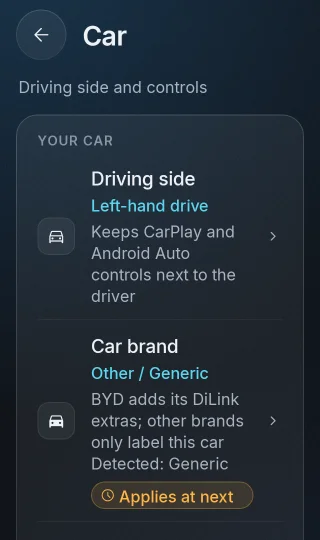 Car
Driving side and controls
YOUR CAR
Driving side
Left-hand drive
Keeps CarPlay and
Android Auto
controls next to the
driver
Car brand
Other / Generic
BYD adds its DiLink
extras; other brands
only label this car
Detected: Generic
Applies at next